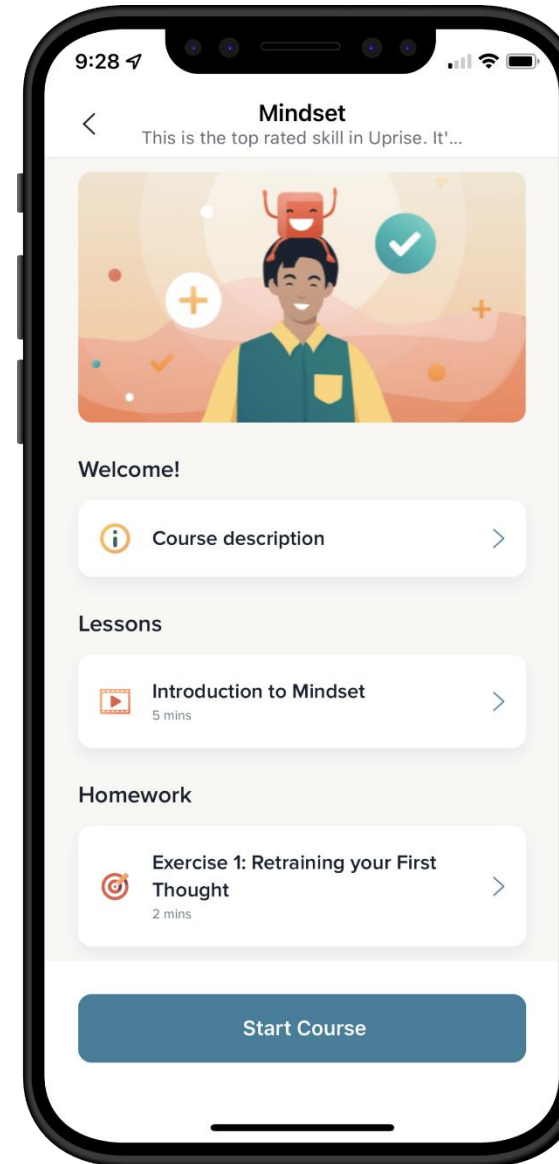 9:28
Mindset
This is the top rated skill in Uprise. It'...
Welcome!
Course description
Lessons
Introduction to Mindset
5 mins
Homework
Exercise 1: Retraining your First
Thought
2 mins
Start Course